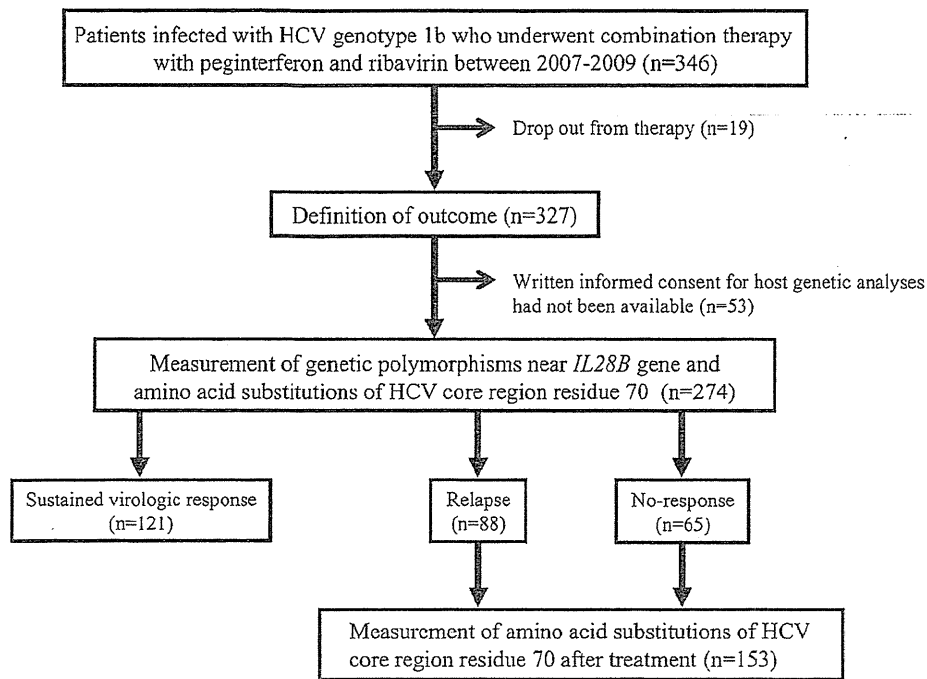 Patients infected with HCV genotype 1b who underwent combination therapy
with peginterferon and ribavirin between 2007-2009 (n=346)
Drop out from therapy (n=19)
Definition of outcome (n=327)
Written informed consent for host genetic analyses
had not been available (n=53)
Measurement of genetic polymorphisms near IL28B gene and
amino acid substitutions of HCV core region residue 70 (n=274)
Sustained virologic response
(n=121)
Relapse
(n=88)
No-response
(n=65)
Measurement of amino acid substitutions of HCV
core region residue 70 after treatment (n=153)